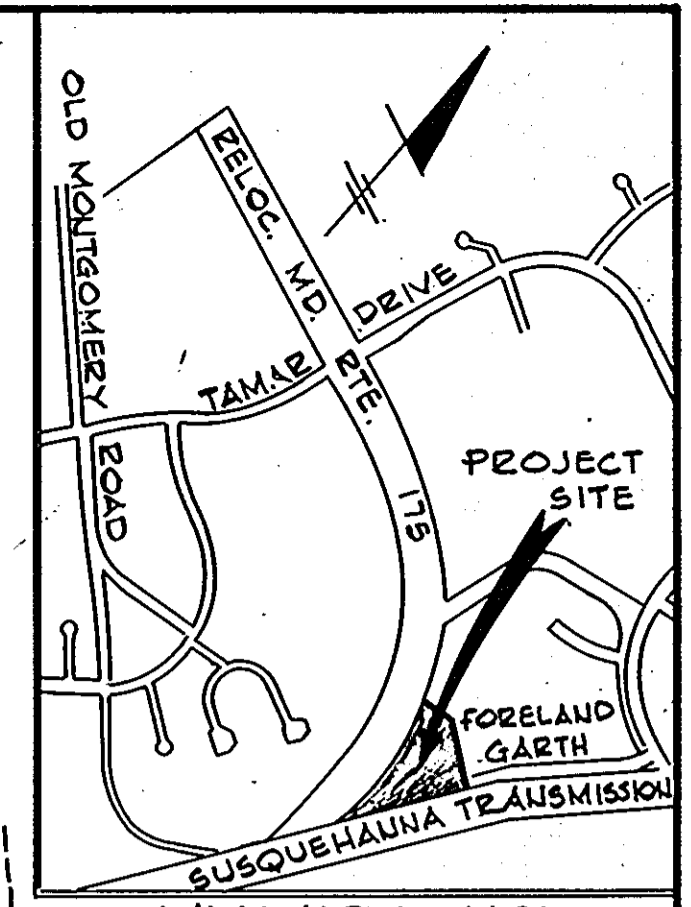 OLD MONTGOMERY
ROAD
RELOC. MD. RTE. 175
TAMAR DRIVE
PROJECT
SITE
FORELAND
GARTH
SUSQUEHANNA TRANSMISSION